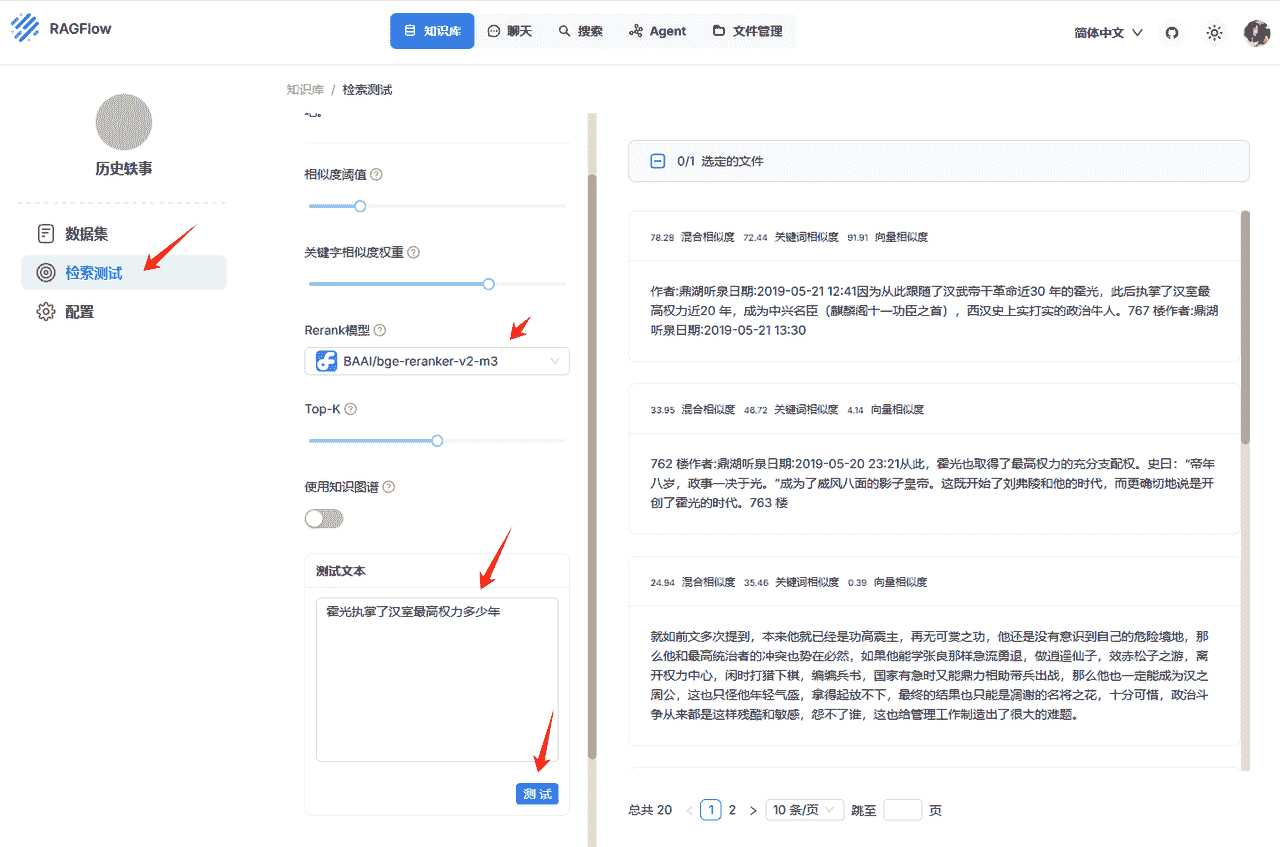 RAGFlow
知识库
聊天
搜索
Agent
文件管理
简体中文
知识库 / 检索测试
历史轶事
数据集
检索测试
配置
吧。
相似度阈值
关键字相似度权重
Rerank模型
BAAI/bge-reranker-v2-m3
Top-K
使用知识图谱
测试文本
霍光执掌了汉室最高权力多少年
测 试
0/1 选定的文件
78.28 混合相似度 72.44 关键词相似度 91.91 向量相似度
作者:鼎湖听泉日期:2019-05-21 12:41因为从此跟随了汉武帝干革命近30 年的霍光，此后执掌了汉室最
高权力近20 年，成为中兴名臣（麒麟阁十一功臣之首），西汉史上实打实的政治牛人。767 楼作者:鼎湖
听泉日期:2019-05-21 13:30
33.95 混合相似度 46.72 关键词相似度 4.14 向量相似度
762 楼作者:鼎湖听泉日期:2019-05-20 23:21从此，霍光也取得了最高权力的充分支配权。史曰：“帝年
八岁，政事一决于光。”成为了威风八面的影子皇帝。这既开始了刘弗陵和他的时代，而更确切地说是开
创了霍光的时代。763 楼
24.94 混合相似度 35.46 关键词相似度 0.39 向量相似度
就如前文多次提到，本来他就已经是功高震主，再无可赏之功，他还是没有意识到自己的危险境地，那
么他和最高统治者的冲突也势在必然，如果他能学张良那样急流勇退，做逍遥仙子，效赤松子之游，离
开权力中心，闲时打猎下棋，编编兵书，国家有急时又能鼎力相助带兵出战，那么他也一定能成为汉之
周公，这也只怪他年轻气盛，拿得起放不下，最终的结果也只能是凋谢的名将之花，十分可惜，政治斗
争从来都是这样残酷和敏感，怨不了谁，这也给管理工作制造出了很大的难题。
总共 20 < 1 2 > 10 条/页 跳至 页